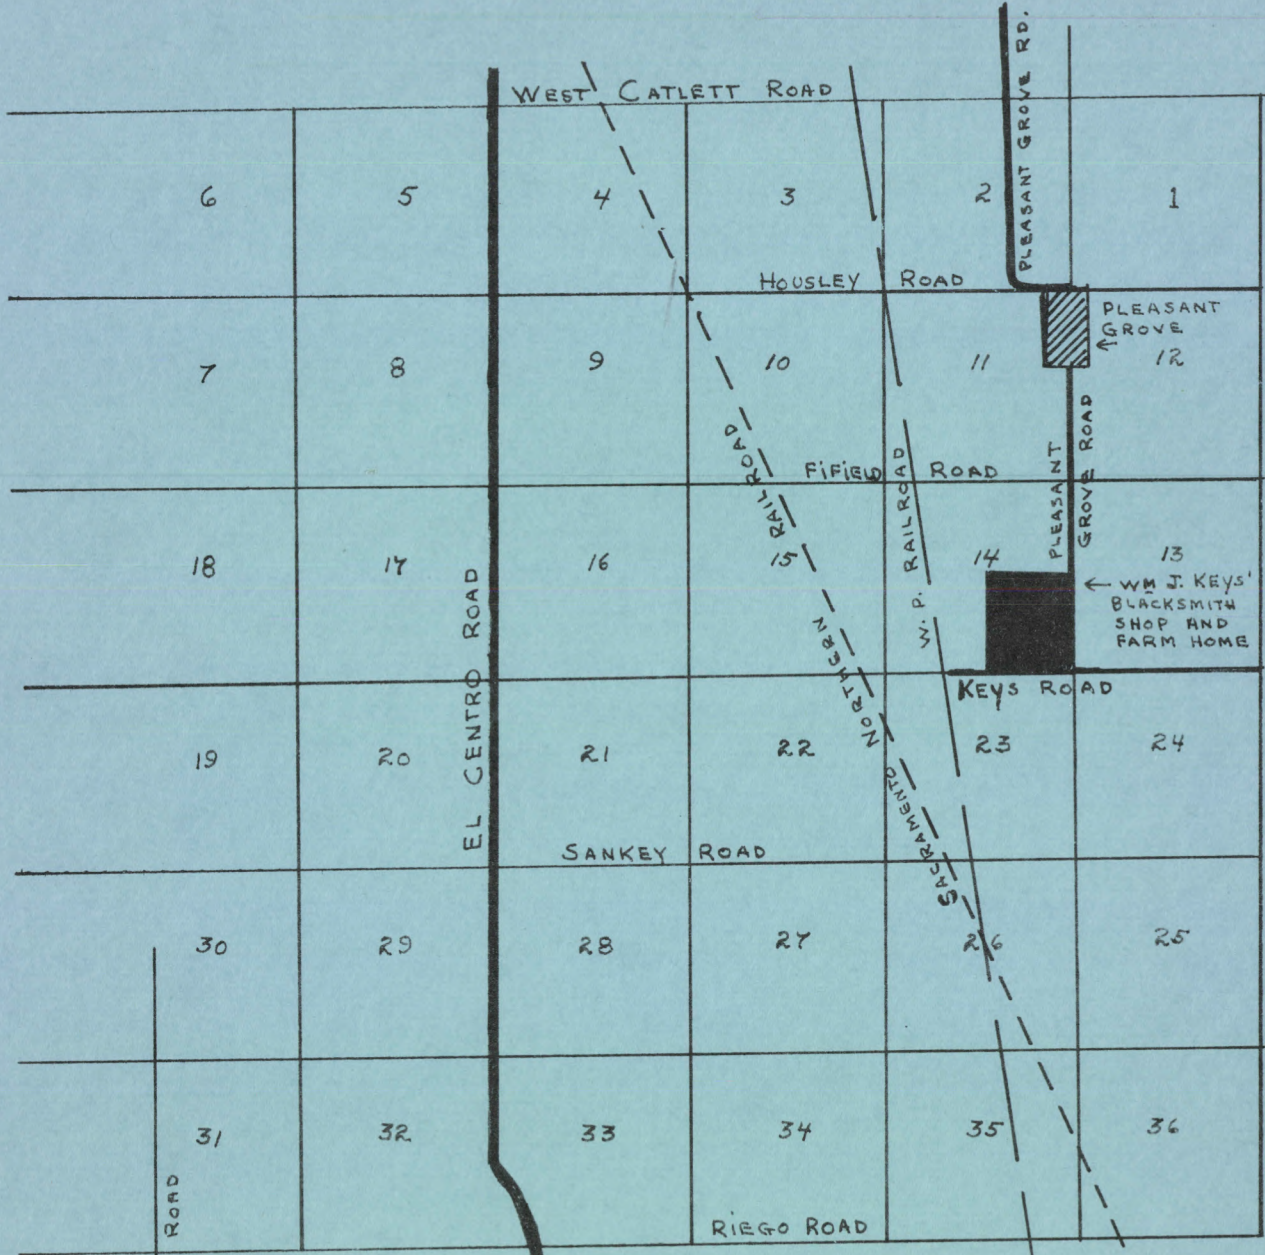 WEST CATLETT ROAD
PLEASANT GROVE RD.
6 5 4 3 2 1
HOUSLEY ROAD
PLEASANT
GROVE
7 8 9 10 11 12
FIFIELD ROAD
PLEASANT
GROVE ROAD
18 17 16 15 14 13
WM J. KEYS'
BLACKSMITH
SHOP AND
FARM HOME
KEYS ROAD
EL CENTRO ROAD
SACRAMENTO NORTHERN RAILROAD
W. P. RAILROAD
19 20 21 22 23 24
SANKEY ROAD
30 29 28 27 26 25
31 32 33 34 35 36
ROAD
RIEGO ROAD